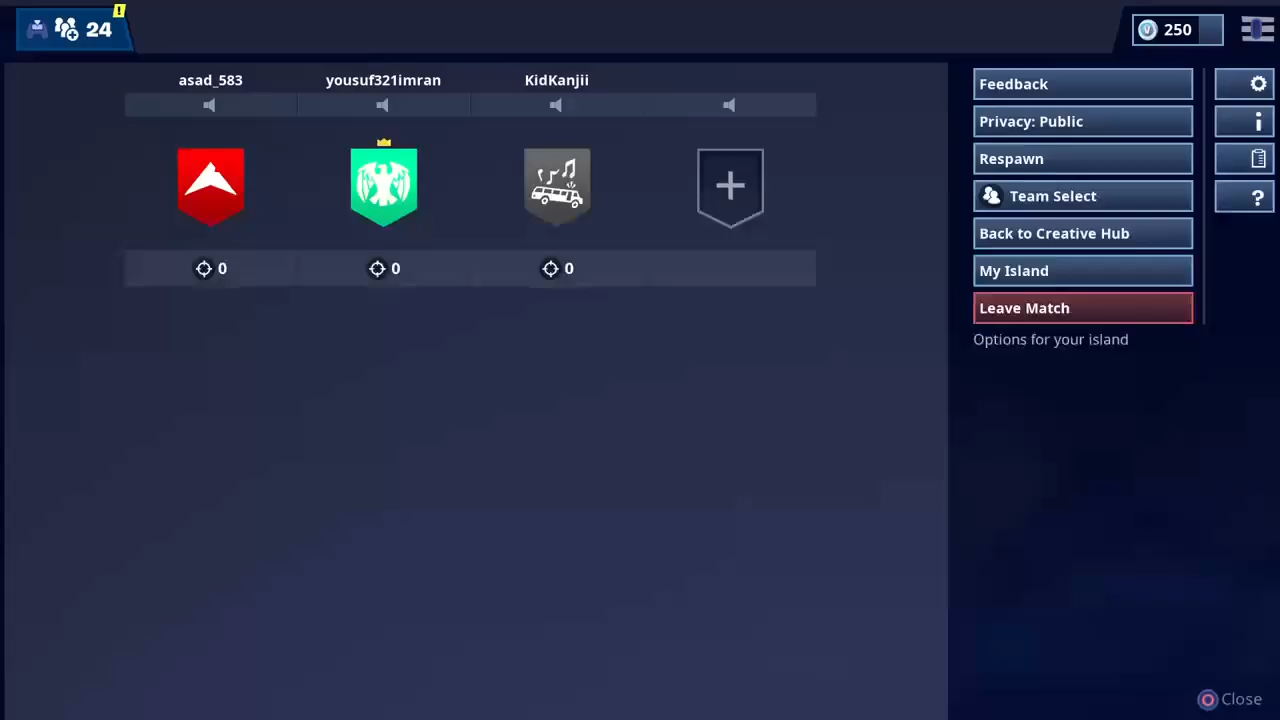 24
!
250
asad_583 yousuf321imran KidKanjii
0 0 0
Feedback
Privacy: Public
Respawn
Team Select
Back to Creative Hub
My Island
Leave Match
Options for your island
i
?
Close